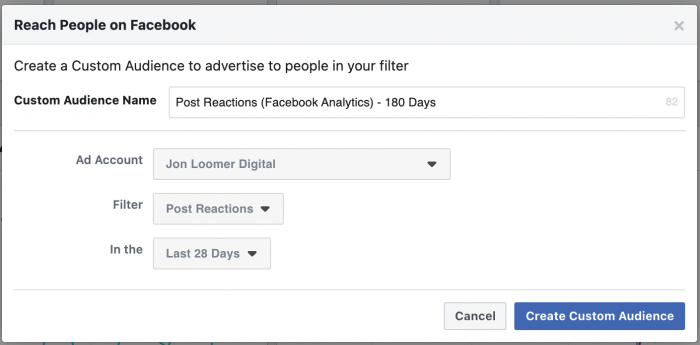 Reach People on Facebook
Create a Custom Audience to advertise to people in your filter
Custom Audience Name Post Reactions (Facebook Analytics) - 180 Days 82
Ad Account Jon Loomer Digital
Filter Post Reactions
In the Last 28 Days
Cancel Create Custom Audience